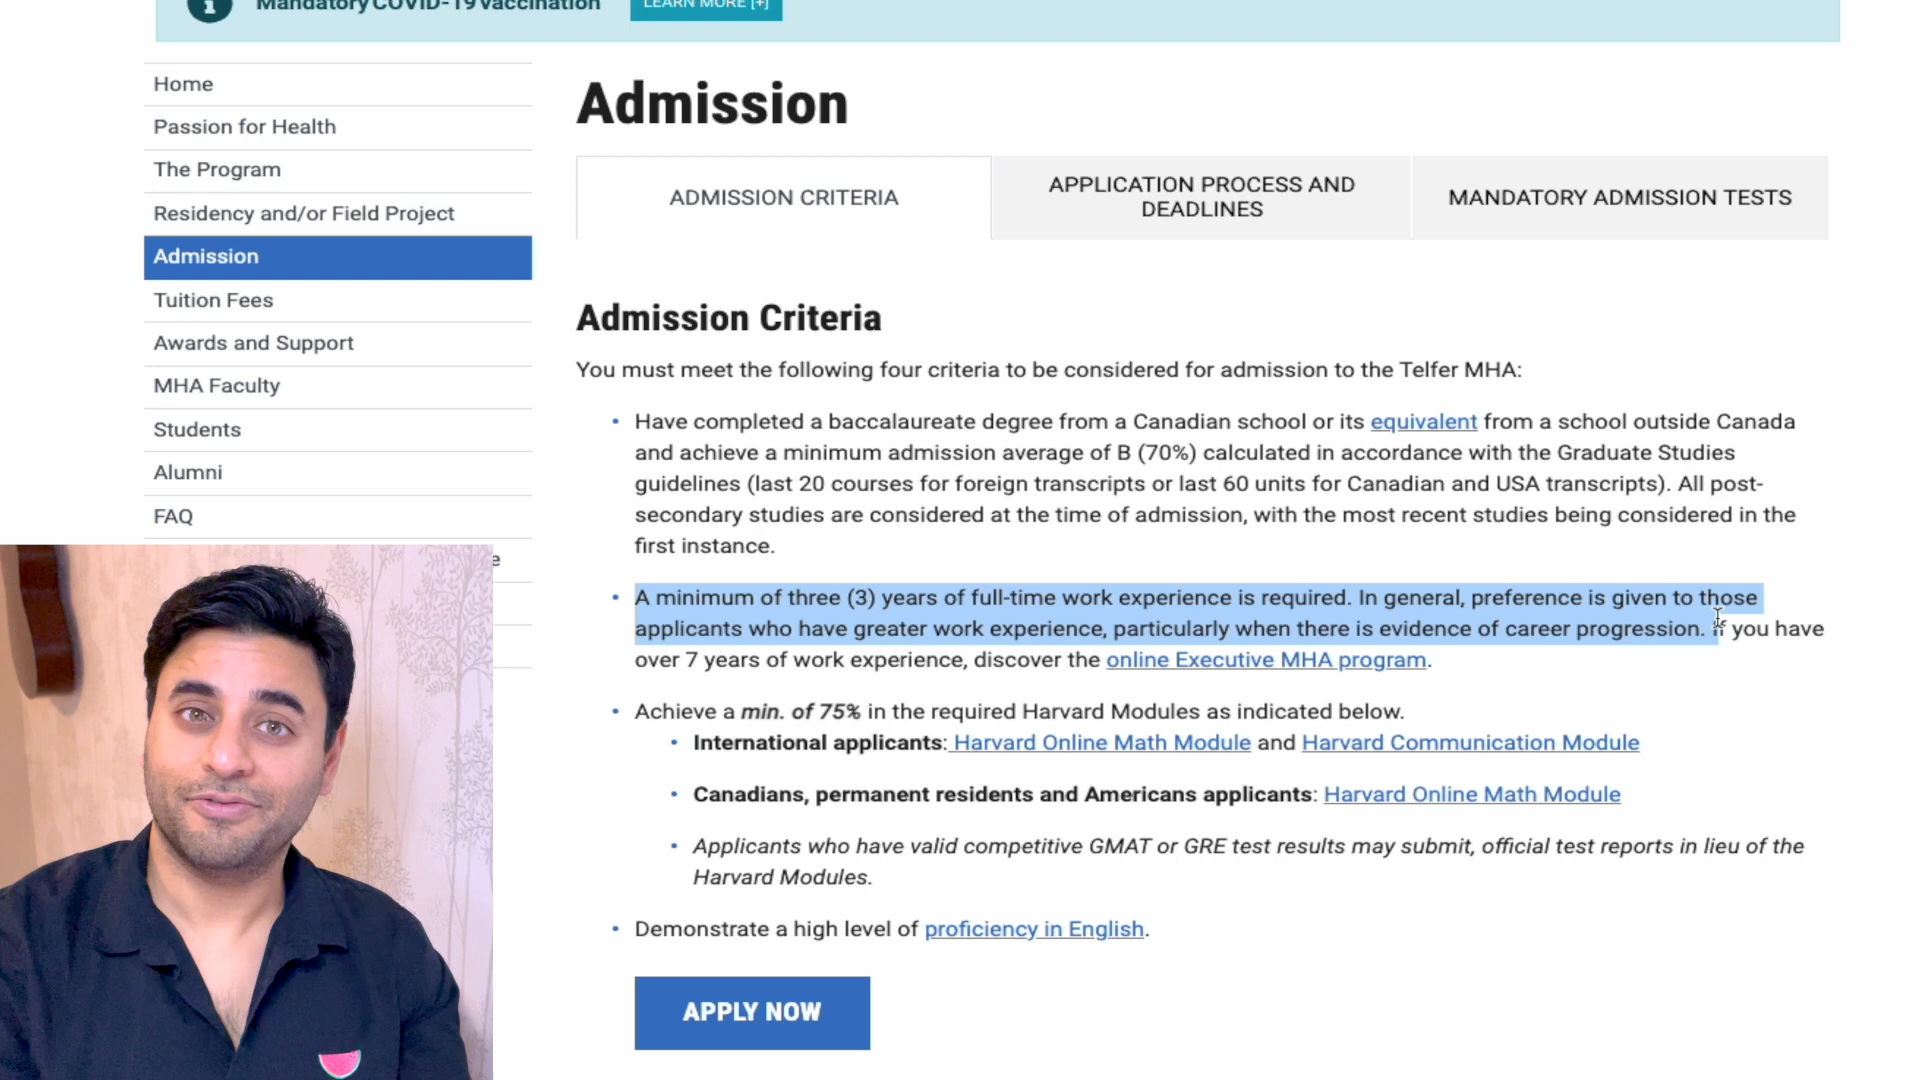 Mandatory COVID-19 vaccination
LEARN MORE [+]
Home
Passion for Health
The Program
Residency and/or Field Project
Admission
Tuition Fees
Awards and Support
MHA Faculty
Students
Alumni
FAQ
e
Admission
ADMISSION CRITERIA
APPLICATION PROCESS AND
DEADLINES
MANDATORY ADMISSION TESTS
Admission Criteria
You must meet the following four criteria to be considered for admission to the Telfer MHA:
• Have completed a baccalaureate degree from a Canadian school or its equivalent from a school outside Canada
and achieve a minimum admission average of B (70%) calculated in accordance with the Graduate Studies
guidelines (last 20 courses for foreign transcripts or last 60 units for Canadian and USA transcripts). All post-
secondary studies are considered at the time of admission, with the most recent studies being considered in the
first instance.
• A minimum of three (3) years of full-time work experience is required. In general, preference is given to those
applicants who have greater work experience, particularly when there is evidence of career progression. If you have
over 7 years of work experience, discover the online Executive MHA program.
• Achieve a min. of 75% in the required Harvard Modules as indicated below.
• International applicants: Harvard Online Math Module and Harvard Communication Module
• Canadians, permanent residents and Americans applicants: Harvard Online Math Module
• Applicants who have valid competitive GMAT or GRE test results may submit, official test reports in lieu of the
Harvard Modules.
• Demonstrate a high level of proficiency in English.
APPLY NOW